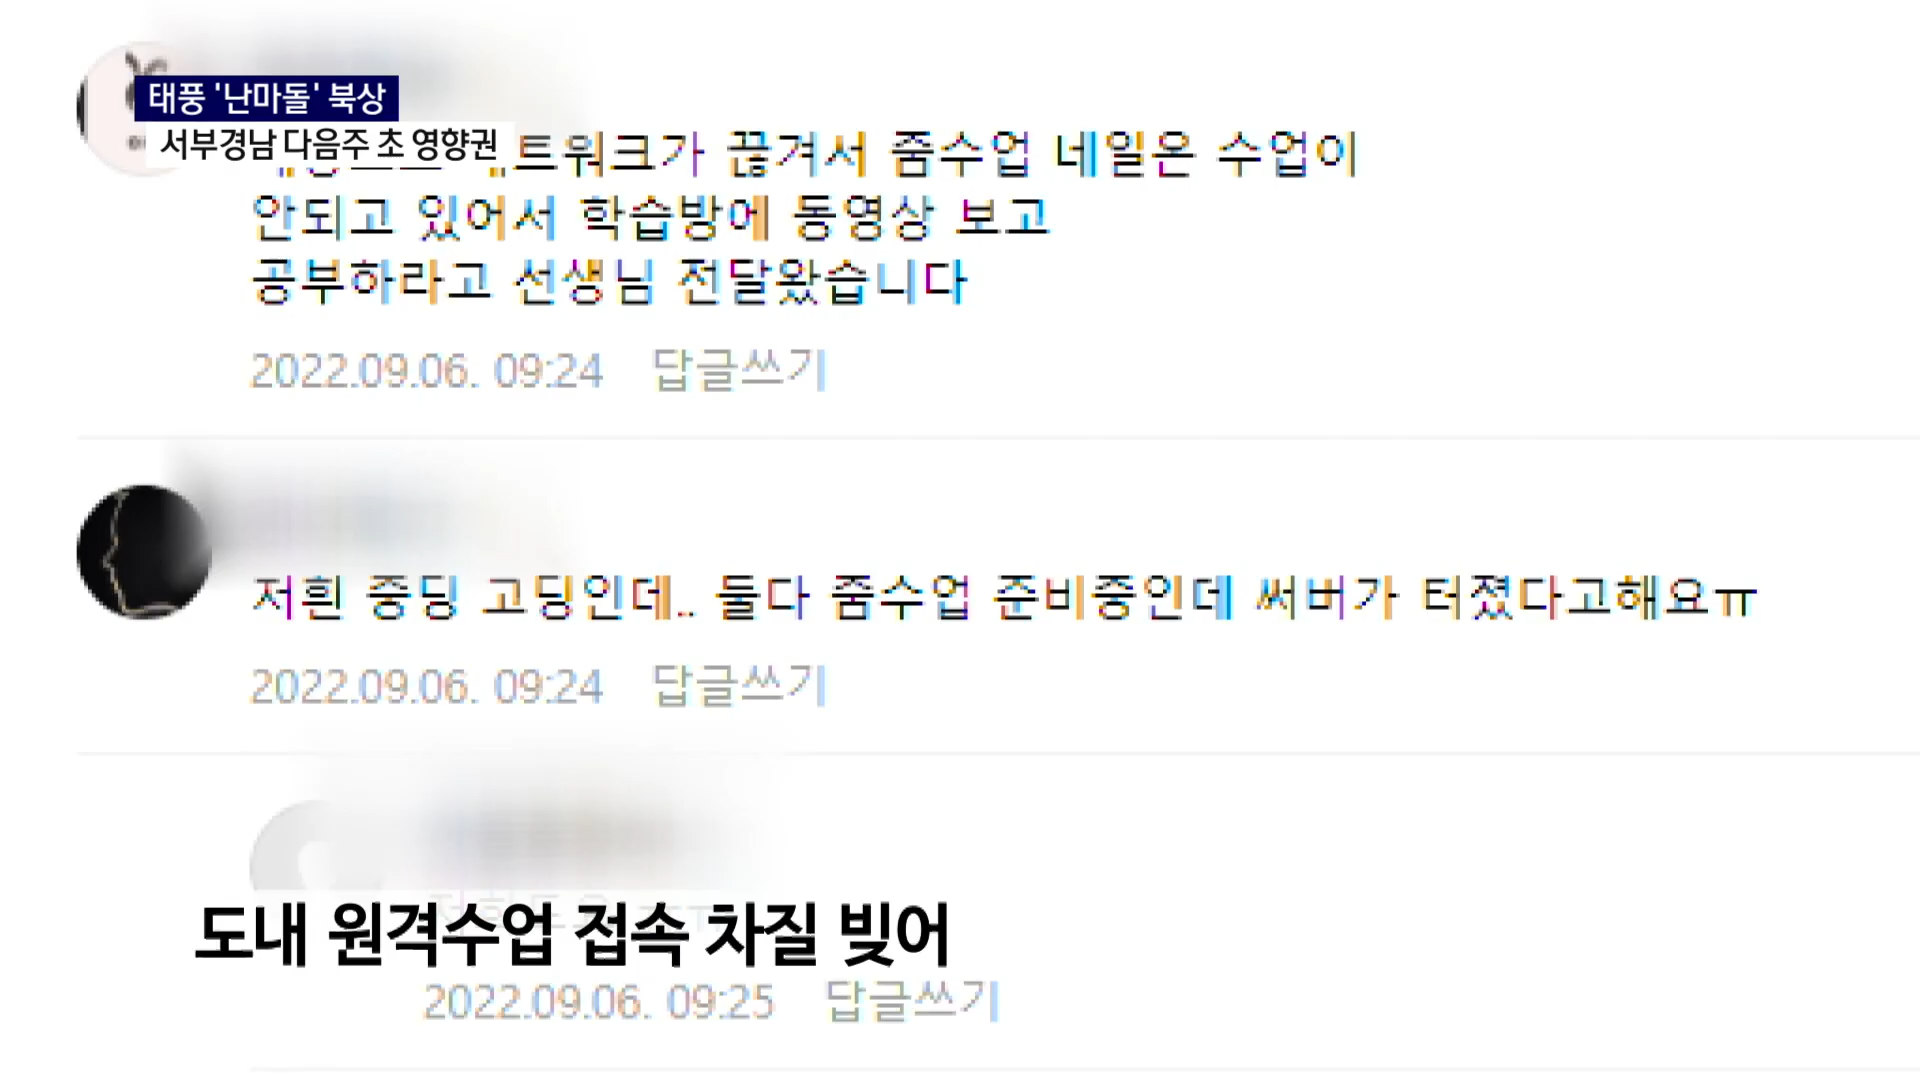 태풍 '난마돌' 북상
서부경남 다음주 초 영향권
트워크가 끊겨서 줌수업 네일은 수업이
안되고 있어서 학습방에 동영상 보고
공부하라고 선생님 전달왔습니다
2022.09.06. 09:24 답글쓰기
저흰 중딩 고딩인데.. 둘다 줌수업 준비중인데 써버가 터졌다고해요ㅠ
2022.09.06. 09:24 답글쓰기
도내 원격수업 접속 차질 빚어
2022.09.06. 09:25 답글쓰기